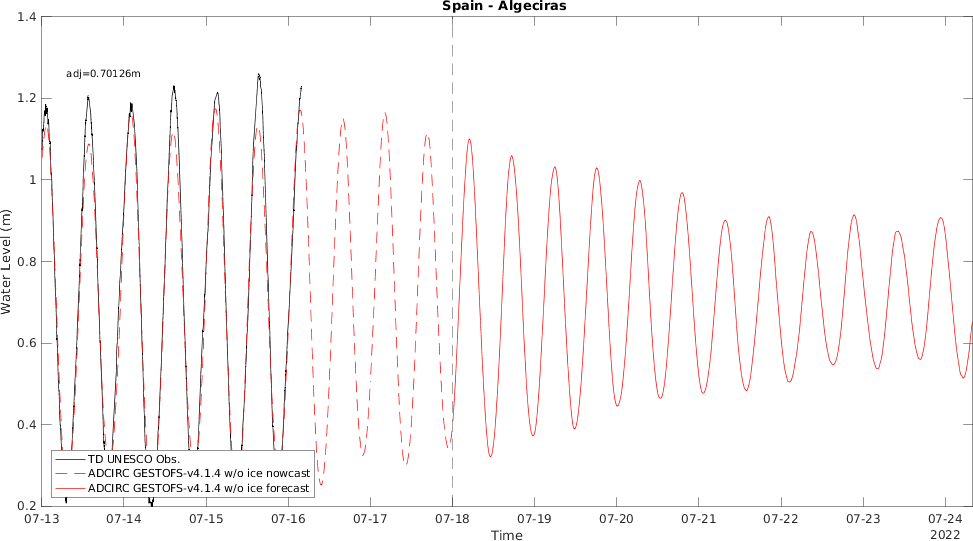 Spain - Algeciras
1.4
1.2
1
0.8
0.6
0.4
0.2
Water Level (m)
adj=0.70126m
TD UNESCO Obs.
ADCIRC GESTOFS-v4.1.4 w/o ice nowcast
ADCIRC GESTOFS-v4.1.4 w/o ice forecast
07-13 07-14 07-15 07-16 07-17 07-18 07-19 07-20 07-21 07-22 07-23 07-24
Time
2022